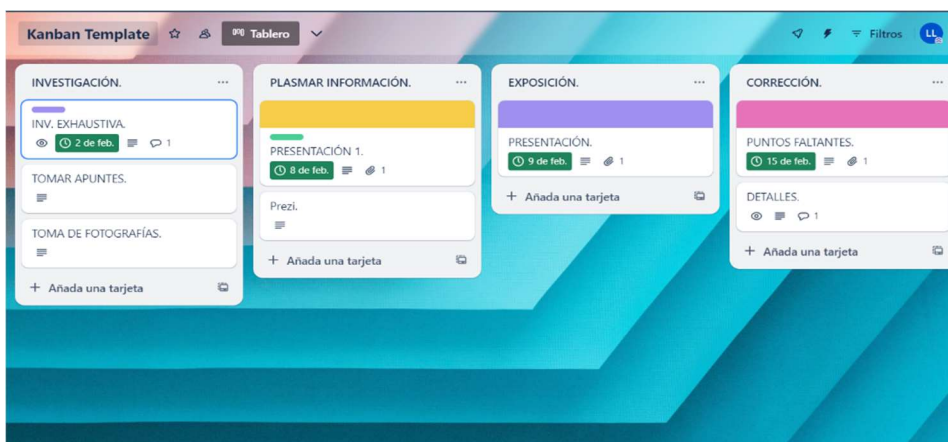 Kanban Template
Tablero
Filtros
LL
INVESTIGACIÓN.
INV. EXHAUSTIVA.
2 de feb.
1
TOMAR APUNTES.
TOMA DE FOTOGRAFÍAS.
+ Añada una tarjeta
PLASMAR INFORMACIÓN.
PRESENTACIÓN 1.
8 de feb.
1
Prezi.
+ Añada una tarjeta
EXPOSICIÓN.
PRESENTACIÓN.
9 de feb.
1
+ Añada una tarjeta
CORRECCIÓN.
PUNTOS FALTANTES.
15 de feb.
1
DETALLES.
1
+ Añada una tarjeta